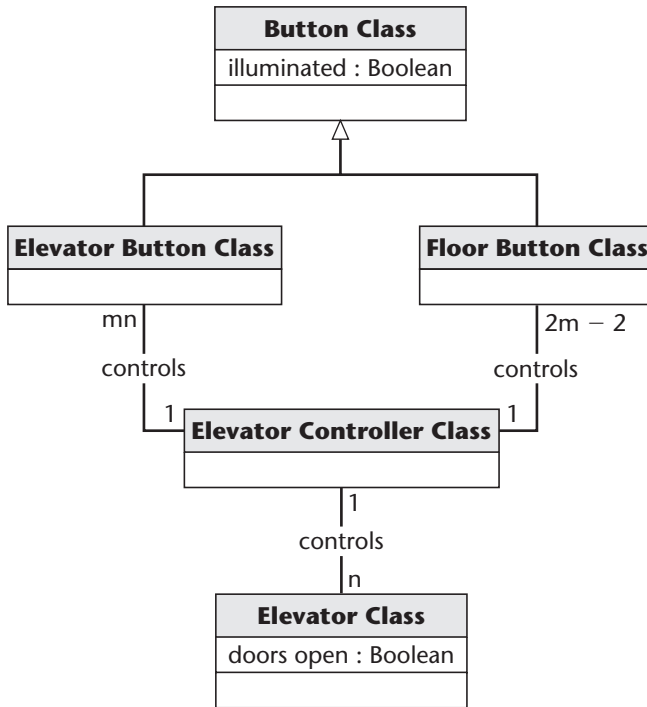 Button Class
illuminated : Boolean
Elevator Button Class
Floor Button Class
mn
2m − 2
controls
controls
1
1
Elevator Controller Class
1
controls
n
Elevator Class
doors open : Boolean